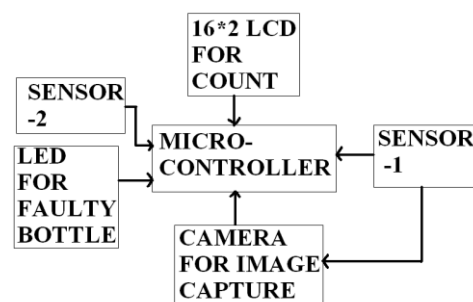 16*2 LCD
FOR
COUNT
SENSOR
-2
MICRO-
CONTROLLER
SENSOR
-1
LED
FOR
FAULTY
BOTTLE
CAMERA
FOR IMAGE
CAPTURE